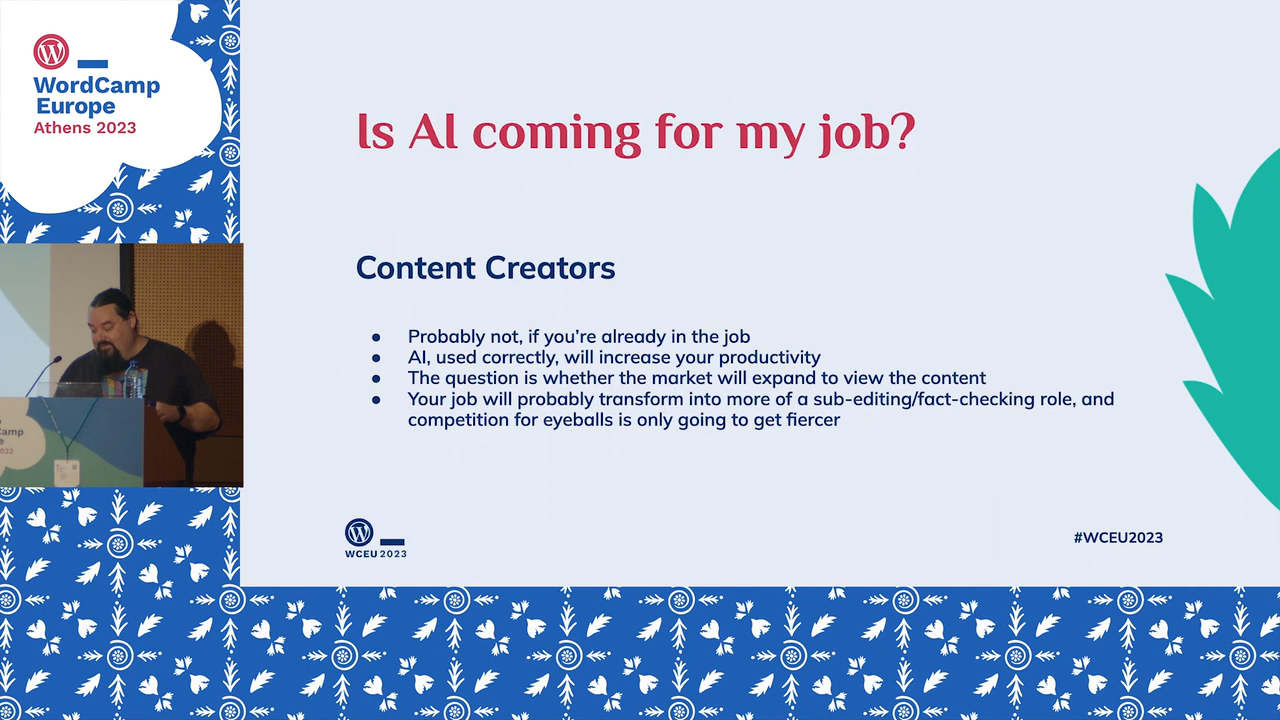 WordCamp
Europe
Athens 2023
Is AI coming for my job?
Content Creators
● Probably not, if you're already in the job
● AI, used correctly, will increase your productivity
● The question is whether the market will expand to view the content
● Your job will probably transform into more of a sub-editing/fact-checking role, and
competition for eyeballs is only going to get fiercer
WCEU 2023
#WCEU2023